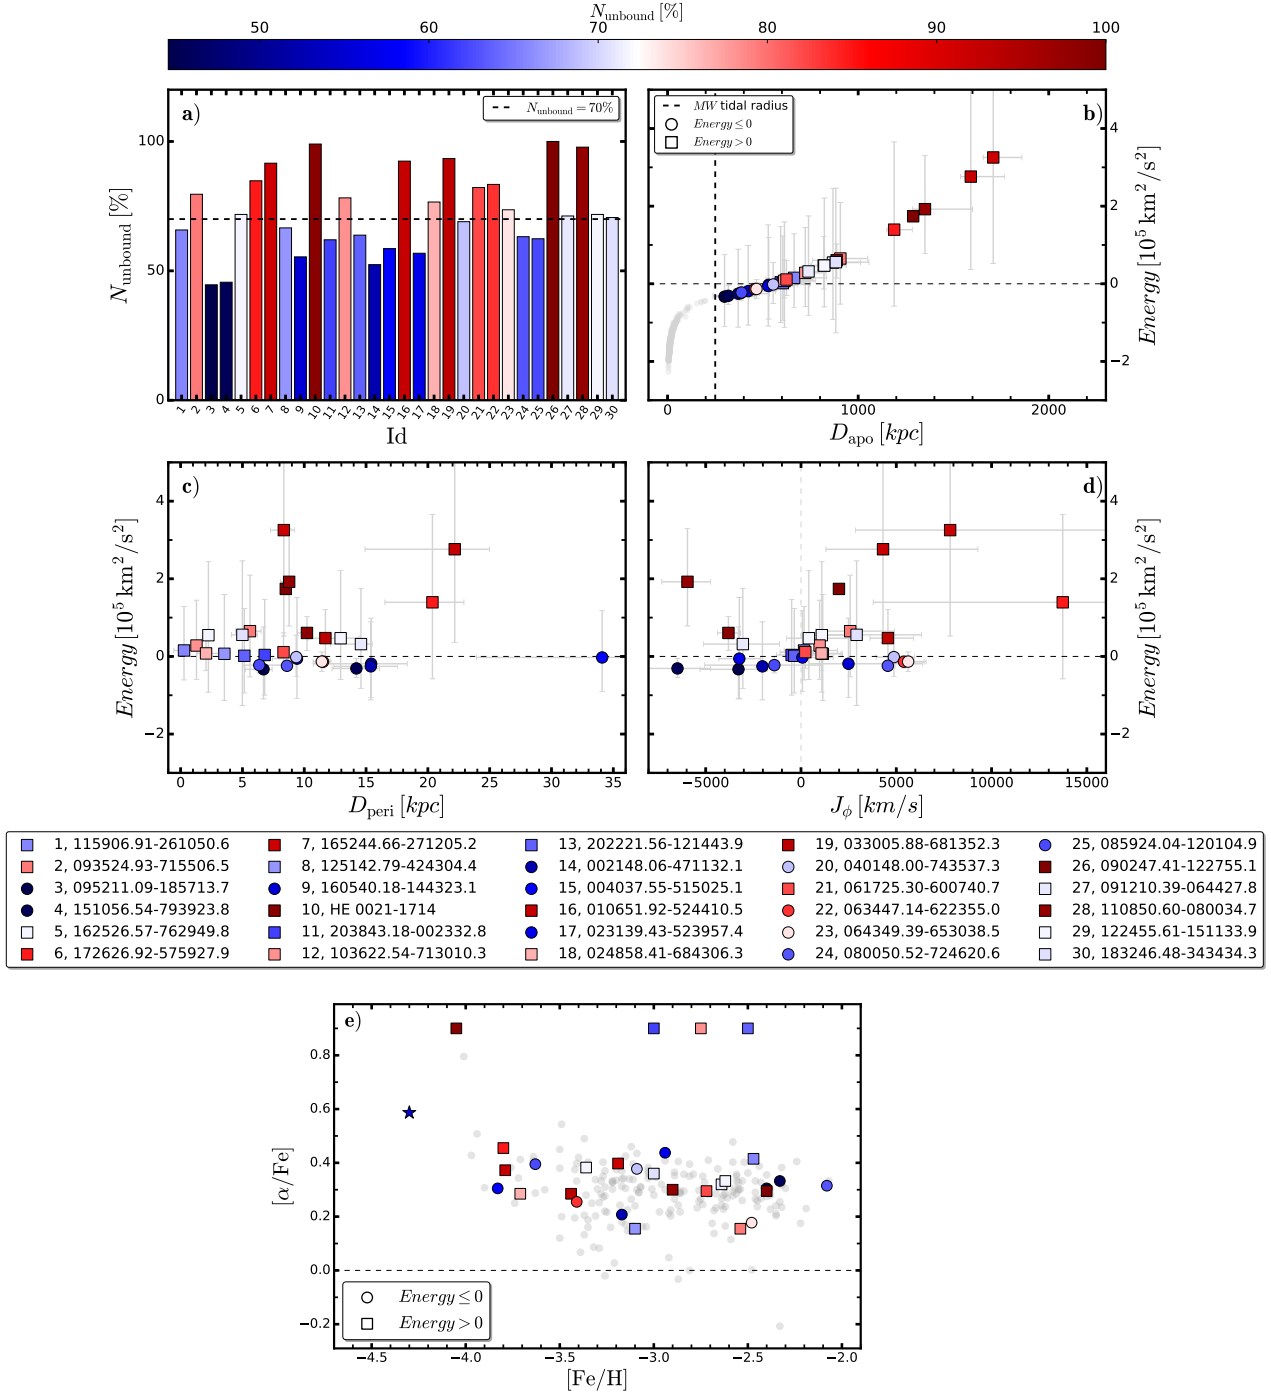 N_unbound [%]
50 60 70 80 90 100
a)
N_unbound = 70%
N_unbound [%]
100
50
0
1 2 3 4 5 6 7 8 9 10 11 12 13 14 15 16 17 18 19 20 21 22 23 24 25 26 27 28 29 30
Id
b)
MW tidal radius
Energy ≤ 0
Energy > 0
4
2
0
−2
Energy [10^5 km^2/s^2]
0 1000 2000
D_apo [kpc]
c)
Energy [10^5 km^2/s^2]
4
2
0
−2
0 5 10 15 20 25 30 35
D_peri [kpc]
d)
4
2
0
−2
Energy [10^5 km^2/s^2]
−5000 0 5000 10000 15000
J_ϕ [km/s]
1, 115906.91-261050.6
2, 093524.93-715506.5
3, 095211.09-185713.7
4, 151056.54-793923.8
5, 162526.57-762949.8
6, 172626.92-575927.9
7, 165244.66-271205.2
8, 125142.79-424304.4
9, 160540.18-144323.1
10, HE 0021-1714
11, 203843.18-002332.8
12, 103622.54-713010.3
13, 202221.56-121443.9
14, 002148.06-471132.1
15, 004037.55-515025.1
16, 010651.92-524410.5
17, 023139.43-523957.4
18, 024858.41-684306.3
19, 033005.88-681352.3
20, 040148.00-743537.3
21, 061725.30-600740.7
22, 063447.14-622355.0
23, 064349.39-653038.5
24, 080050.52-724620.6
25, 085924.04-120104.9
26, 090247.41-122755.1
27, 091210.39-064427.8
28, 110850.60-080034.7
29, 122455.61-151133.9
30, 183246.48-343434.3
e)
[α/Fe]
0.8
0.6
0.4
0.2
0.0
−0.2
Energy ≤ 0
Energy > 0
−4.5 −4.0 −3.5 −3.0 −2.5 −2.0
[Fe/H]